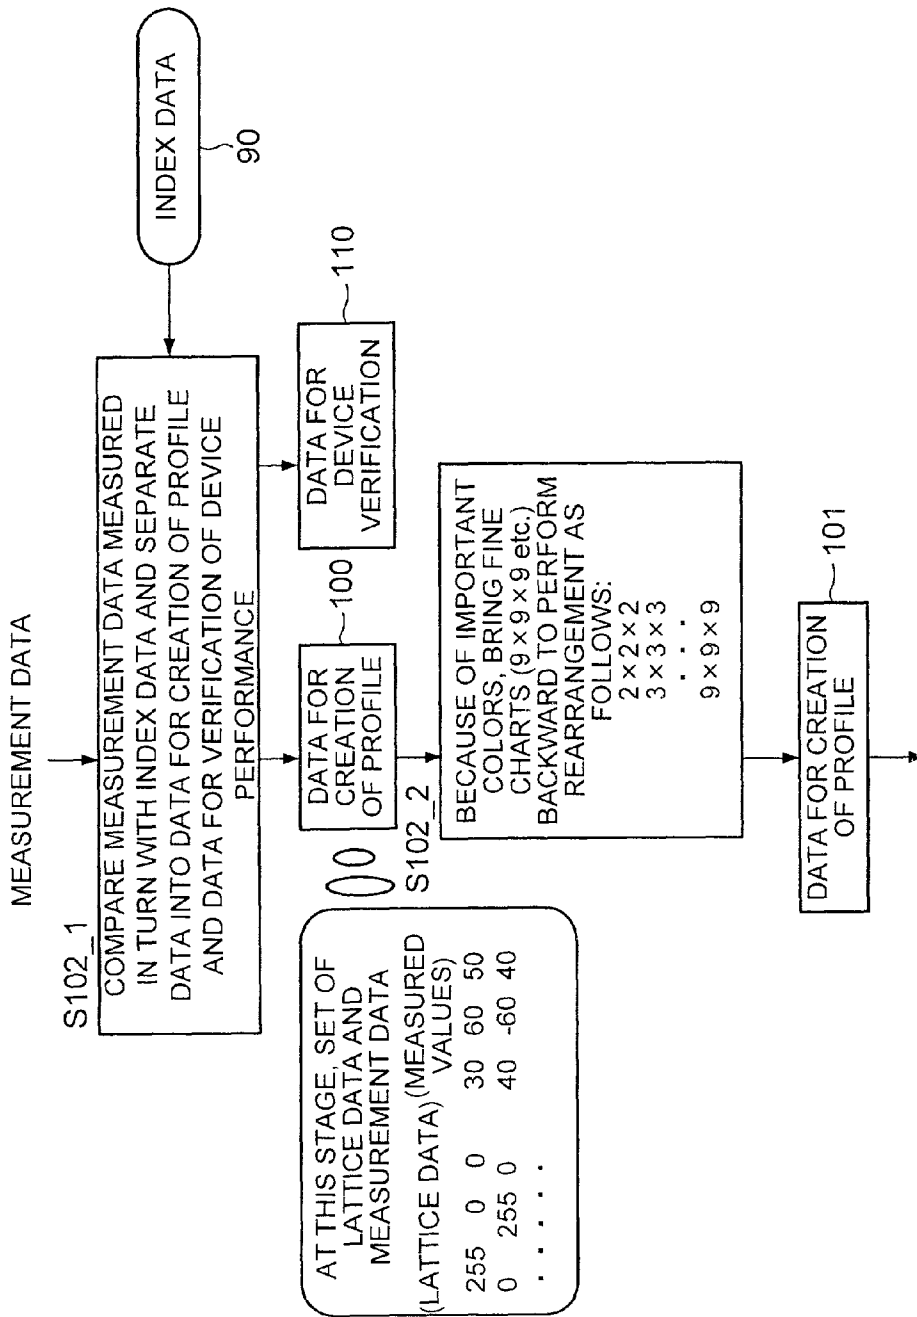 MEASUREMENT DATA
S102_1
COMPARE MEASUREMENT DATA MEASURED
IN TURN WITH INDEX DATA AND SEPARATE
DATA INTO DATA FOR CREATION OF PROFILE
AND DATA FOR VERIFICATION OF DEVICE
PERFORMANCE
INDEX DATA
90
DATA FOR
CREATION
OF PROFILE
100
DATA FOR
DEVICE
VERIFICATION
110
AT THIS STAGE, SET OF
LATTICE DATA AND
MEASUREMENT DATA
(LATTICE DATA) (MEASURED
VALUES)
255 0 0 30 60 50
0 255 0 40 -60 40
. . . . . .
S102_2
BECAUSE OF IMPORTANT
COLORS, BRING FINE
CHARTS (9×9×9 etc.)
BACKWARD TO PERFORM
REARRANGEMENT AS
FOLLOWS:
2×2×2
3×3×3
. . .
9×9×9
DATA FOR CREATION
OF PROFILE
101